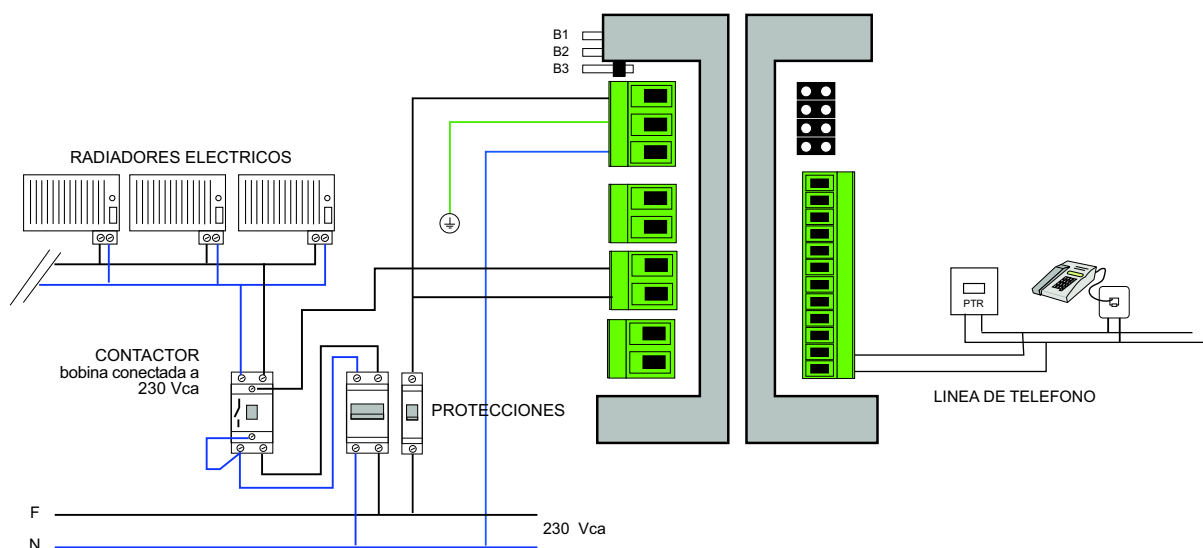 B1
B2
B3
RADIADORES ELECTRICOS
PTR
CONTACTOR
bobina conectada a
230 Vca
PROTECCIONES
LINEA DE TELEFONO
F
230 Vca
N